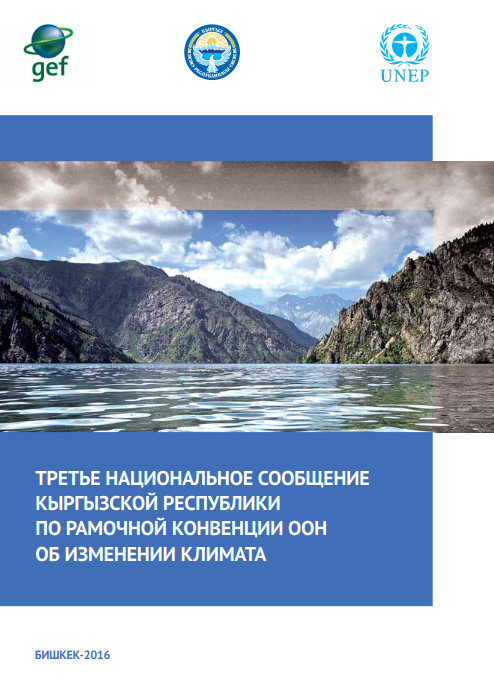 gef
UNEP
ТРЕТЬЕ НАЦИОНАЛЬНОЕ СООБЩЕНИЕ
КЫРГЫЗСКОЙ РЕСПУБЛИКИ
ПО РАМОЧНОЙ КОНВЕНЦИИ ООН
ОБ ИЗМЕНЕНИИ КЛИМАТА
БИШКЕК-2016